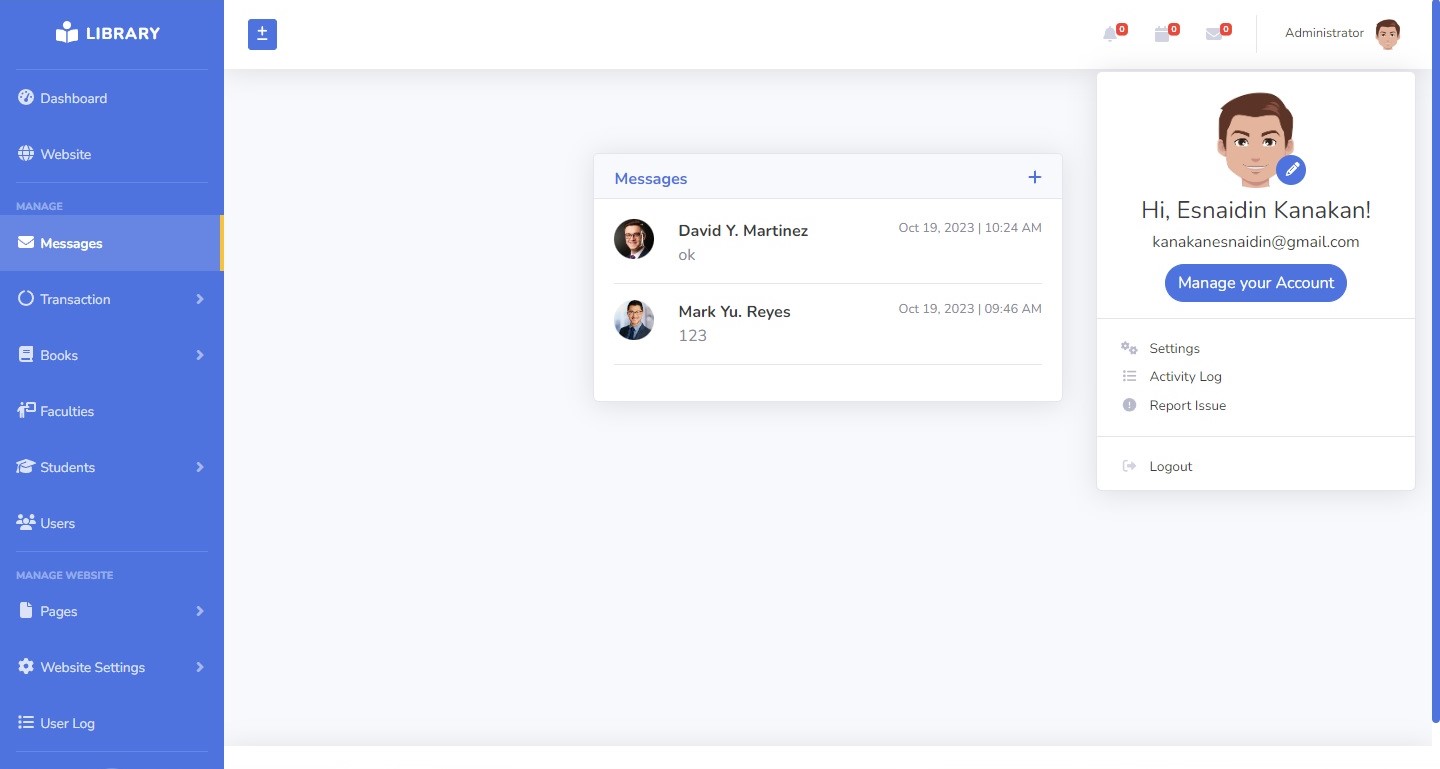 LIBRARY
Dashboard
Website
MANAGE
Messages
Transaction
Books
Faculties
Students
Users
MANAGE WEBSITE
Pages
Website Settings
User Log
0
0
0
Administrator
Messages
David Y. Martinez
Oct 19, 2023 | 10:24 AM
ok
Mark Yu. Reyes
Oct 19, 2023 | 09:46 AM
123
Hi, Esnaidin Kanakan!
kanakanesnaidin@gmail.com
Manage your Account
Settings
Activity Log
Report Issue
Logout